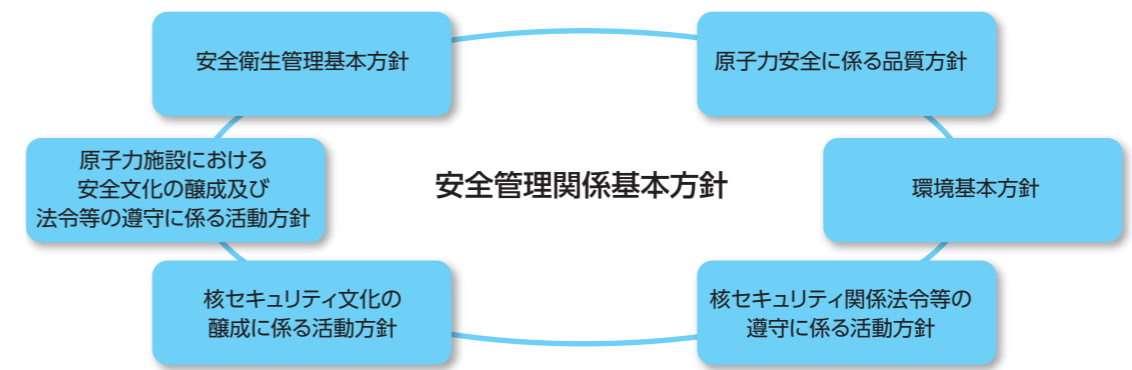 安全衛生管理基本方針
原子力安全に係る品質方針
原子力施設における
安全文化の醸成及び
法令等の遵守に係る活動方針
安全管理関係基本方針
環境基本方針
核セキュリティ文化の
醸成に係る活動方針
核セキュリティ関係法令等の
遵守に係る活動方針